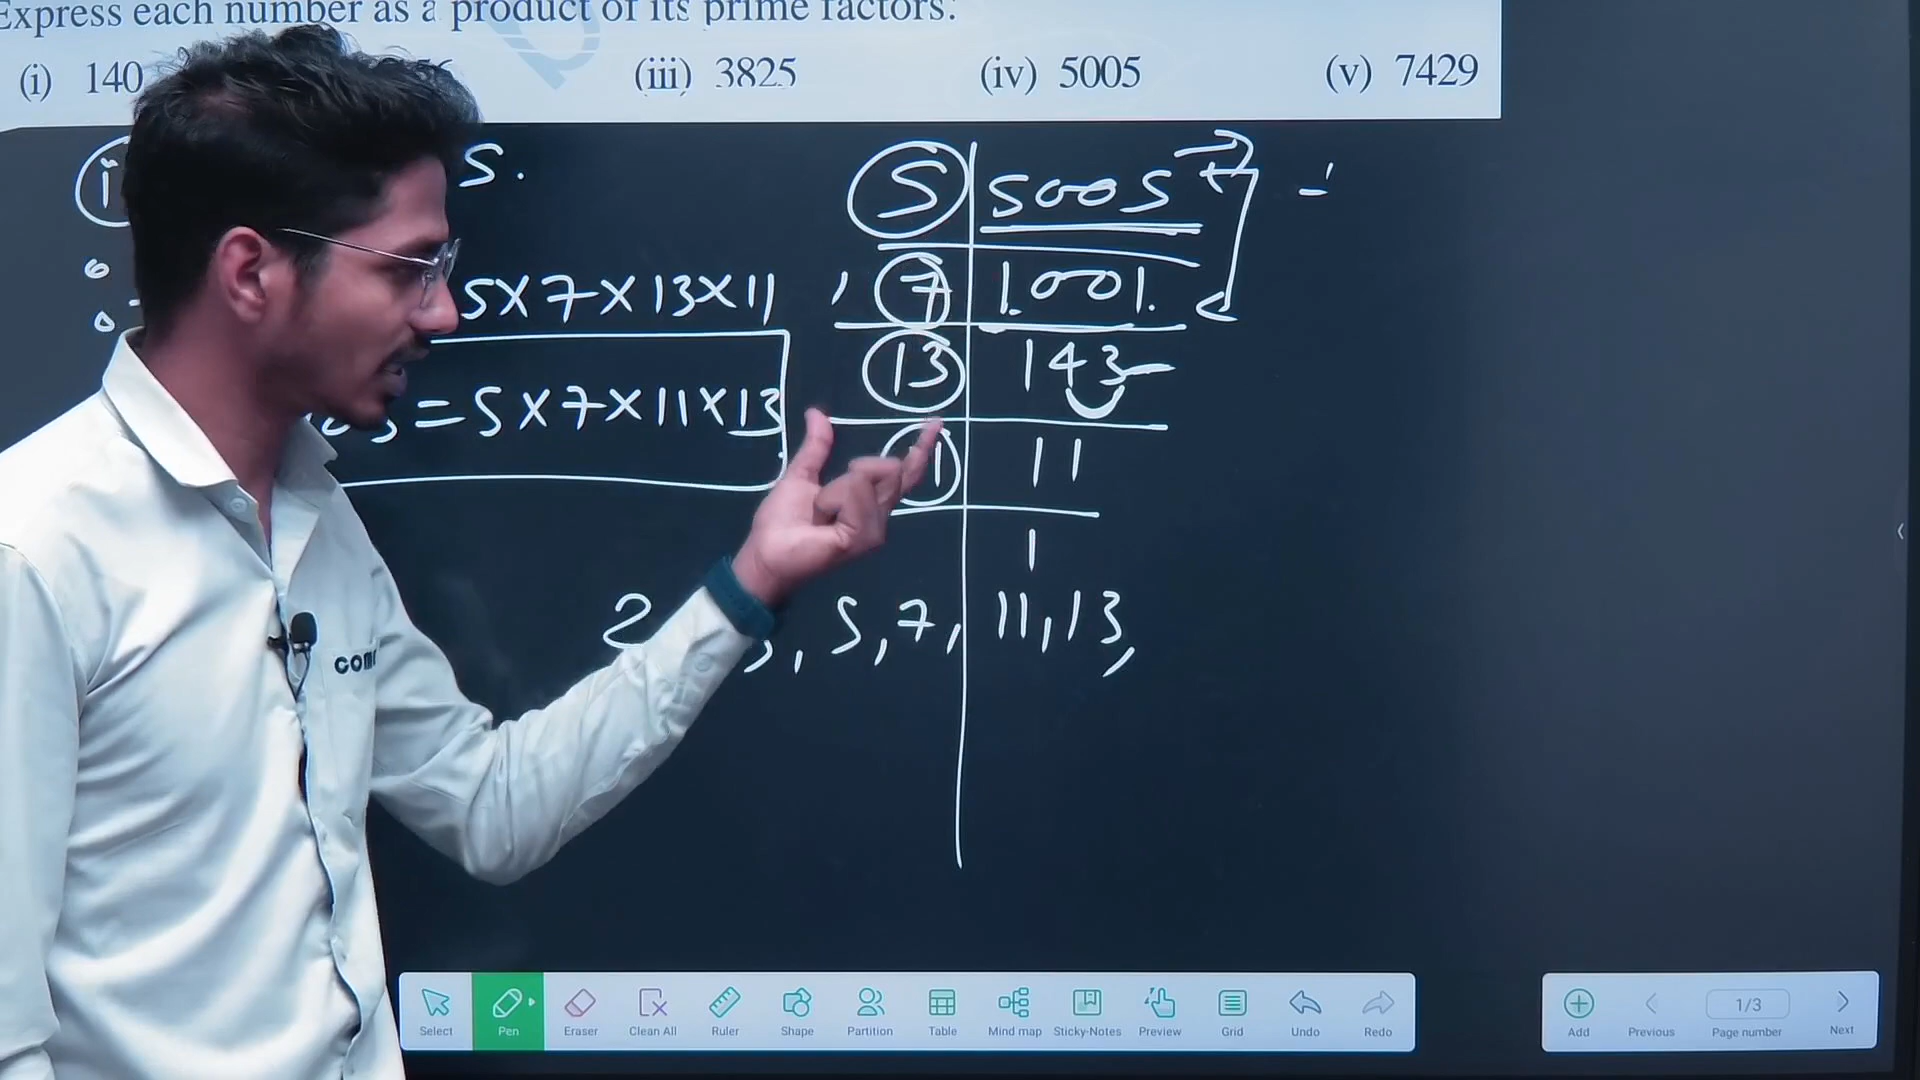 Express each number as a product of its prime factors:
(i) 140 (iii) 3825 (iv) 5005 (v) 7429
i
5.
5 5005
7 1001.
13 143
11
1
5×7×13×11
=5×7×11×13
2 , 5, 7, 11, 13,
com
Select Pen Eraser Clean All Ruler Shape Partition Table Mind map Sticky-Notes Preview Grid Undo Redo
Add Previous 1/3 Page number Next